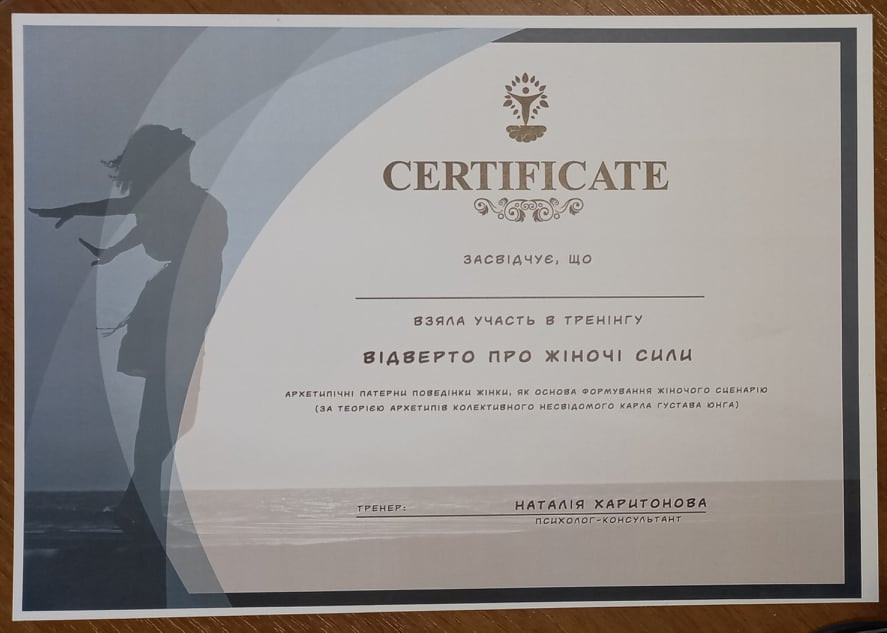 CERTIFICATE
ЗАСВІДЧУЄ, ЩО
ВЗЯЛА УЧАСТЬ В ТРЕНІНГУ
ВІДВЕРТО ПРО ЖІНОЧІ СИЛИ
АРХЕТИПІЧНІ ПАТЕРНИ ПОВЕДІНКИ ЖІНКИ, ЯК ОСНОВА ФОРМУВАННЯ ЖІНОЧОГО СЦЕНАРІЮ
(ЗА ТЕОРІЄЮ АРХЕТИПІВ КОЛЕКТИВНОГО НЕСВІДОМОГО КАРЛА ГУСТАВА ЮНГА)
ТРЕНЕР: НАТАЛІЯ ХАРИТОНОВА
ПСИХОЛОГ-КОНСУЛЬТАНТ